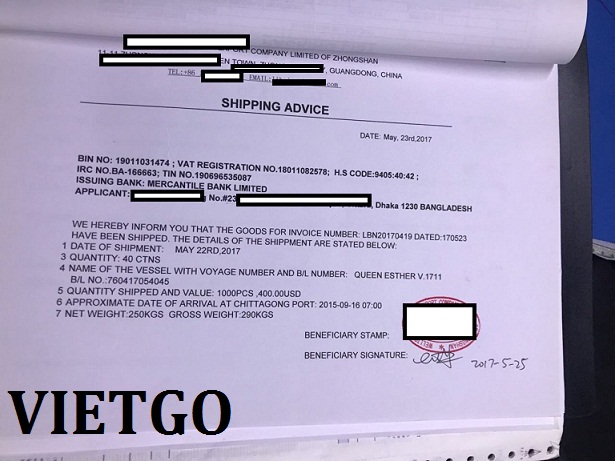 PORT COMPANY LIMITED OF ZHONGSHAN
EN TOWN, GUANGDONG, CHINA
TEL:+86 EMAIL: .com
SHIPPING ADVICE
DATE: May, 23rd,2017
BIN NO: 19011031474 ; VAT REGISTRATION NO.18011082578; H.S CODE:9405:40:42 ;
IRC NO.BA-166663; TIN NO.190696535087
ISSUING BANK: MERCANTILE BANK LIMITED
APPLICANT: No.#23 , Dhaka 1230 BANGLADESH
WE HEREBY INFORM YOU THAT THE GOODS FOR INVOICE NUMBER: LBN20170419 DATED:170523
HAVE BEEN SHIPPED. THE DETAILS OF THE SHIPMENT ARE STATED BELOW:
1 DATE OF SHIPMENT: MAY 22RD,2017
3 QUANTITY: 40 CTNS
4 NAME OF THE VESSEL WITH VOYAGE NUMBER AND B/L NUMBER: QUEEN ESTHER V.1711
B/L NO.:760417054045
5 QUANTITY SHIPPED AND VALUE: 1000PCS ,400.00USD
6 APPROXIMATE DATE OF ARRIVAL AT CHITTAGONG PORT: 2015-09-16 07:00
7 NET WEIGHT:250KGS GROSS WEIGHT:290KGS
BENEFICIARY STAMP:
BENEFICIARY SIGNATURE:
2017-5-25
VIETGO